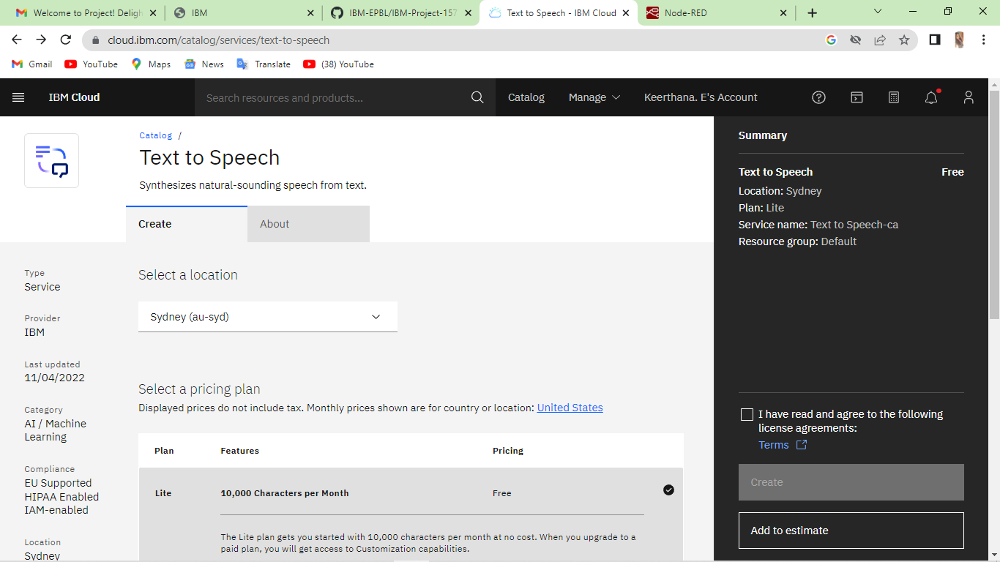 Welcome to Project! Deligh
IBM
IBM-EPBL/IBM-Project-157
Text to Speech - IBM Cloud
Node-RED
cloud.ibm.com/catalog/services/text-to-speech
Gmail
YouTube
Maps
News
Translate
(38) YouTube
IBM Cloud
Search resources and products...
Catalog
Manage
Keerthana. E's Account
Catalog /
Text to Speech
Synthesizes natural-sounding speech from text.
Create
About
Type
Service
Provider
IBM
Last updated
11/04/2022
Category
AI / Machine
Learning
Compliance
EU Supported
HIPAA Enabled
IAM-enabled
Location
Sydney
Select a location
Sydney (au-syd)
Select a pricing plan
Displayed prices do not include tax. Monthly prices shown are for country or location: United States
Plan Features Pricing
Lite 10,000 Characters per Month Free
The Lite plan gets you started with 10,000 characters per month at no cost. When you upgrade to a
paid plan, you will get access to Customization capabilities.
Summary
Text to Speech Free
Location: Sydney
Plan: Lite
Service name: Text to Speech-ca
Resource group: Default
I have read and agree to the following
license agreements:
Terms
Create
Add to estimate